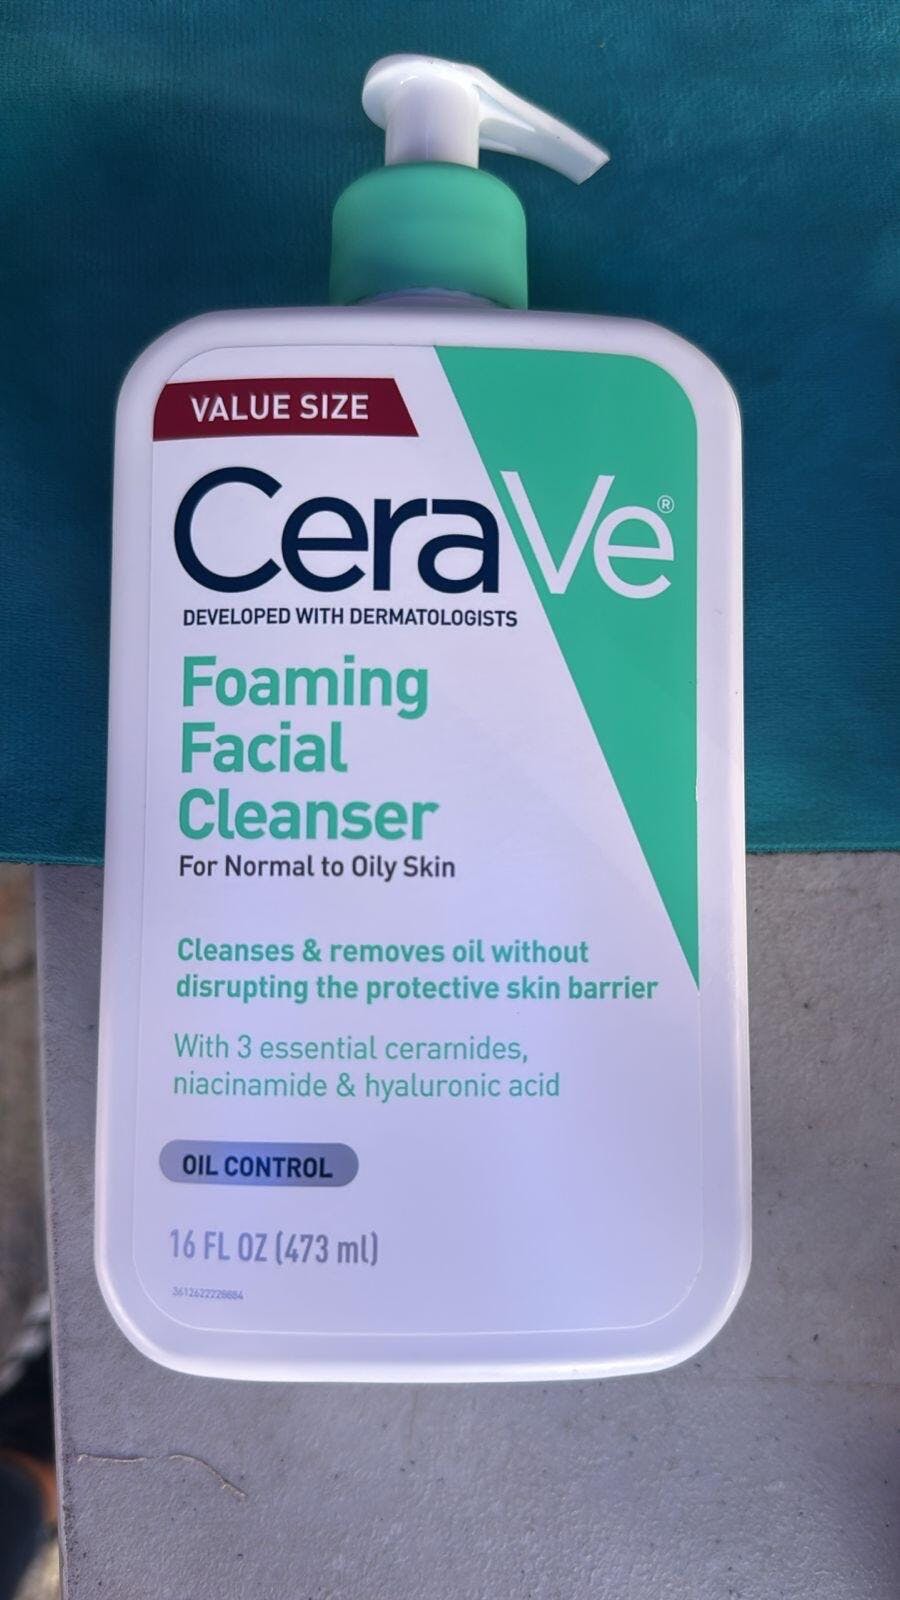 VALUE SIZE
CeraVe®
DEVELOPED WITH DERMATOLOGISTS
Foaming
Facial
Cleanser
For Normal to Oily Skin
Cleanses & removes oil without
disrupting the protective skin barrier
With 3 essential ceramides,
niacinamide & hyaluronic acid
OIL CONTROL
16 FL OZ (473 ml)